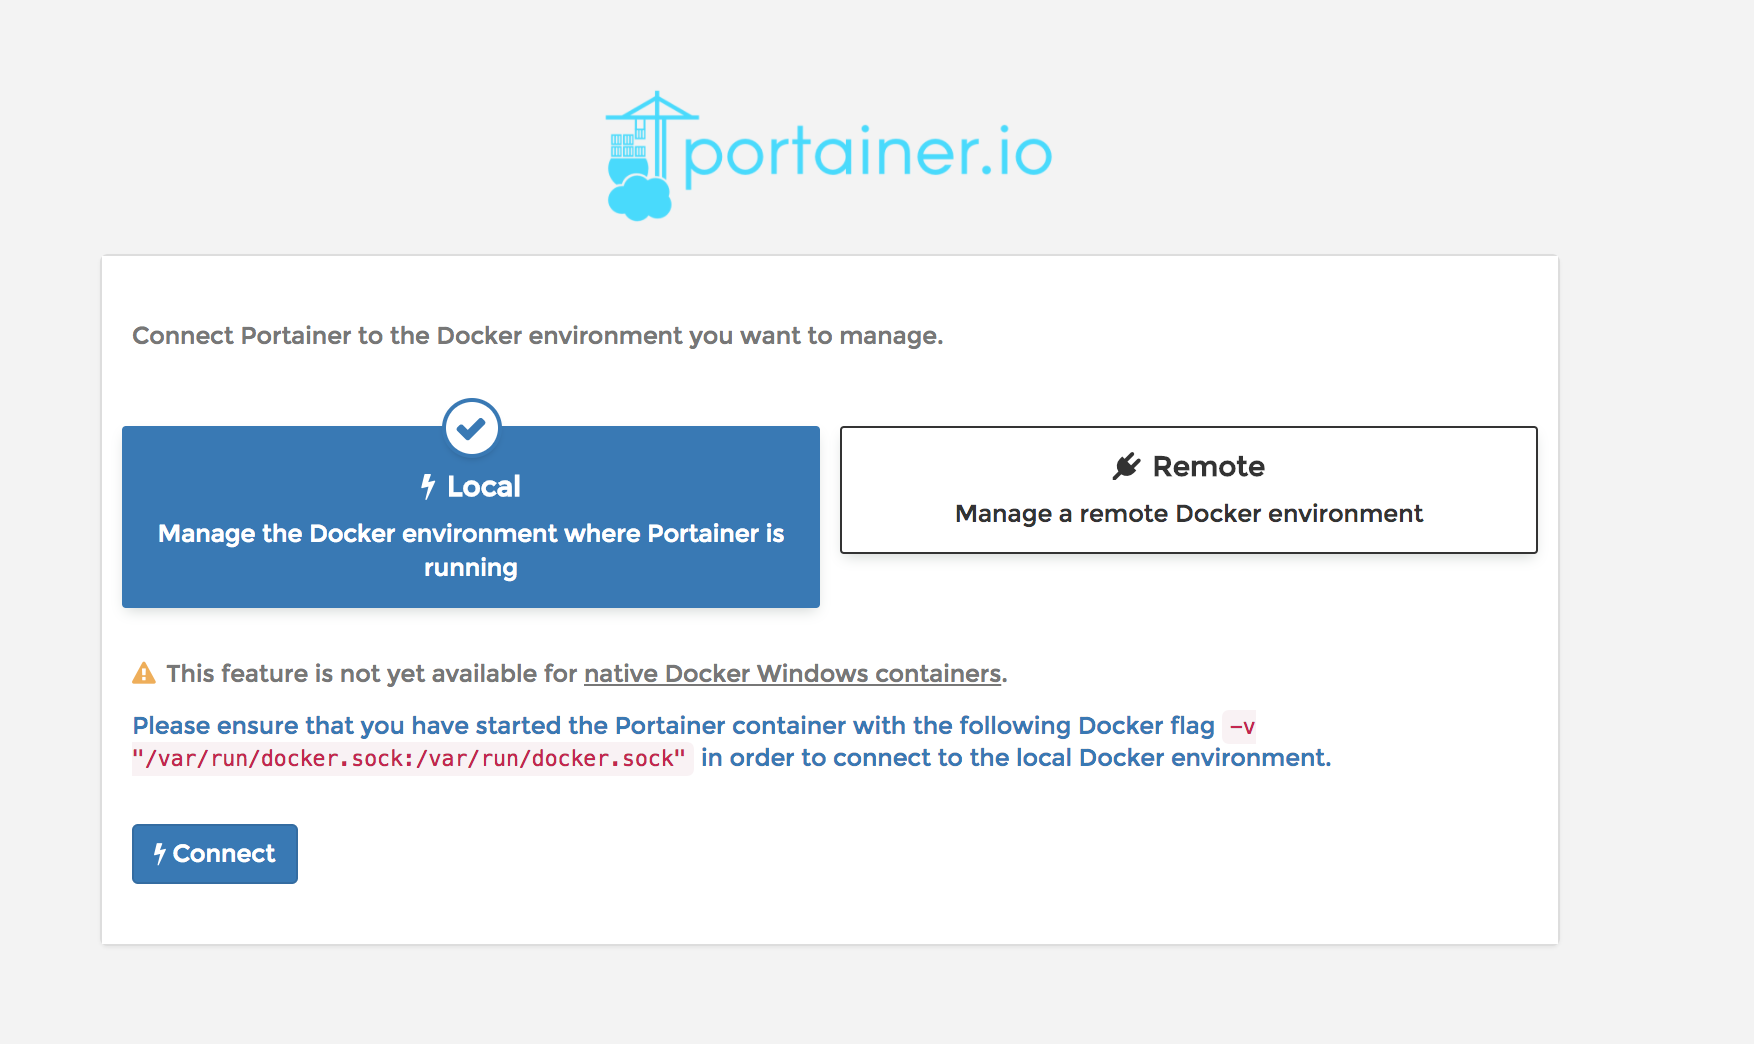 portainer.io
Connect Portainer to the Docker environment you want to manage.
Local
Manage the Docker environment where Portainer is
running
Remote
Manage a remote Docker environment
This feature is not yet available for native Docker Windows containers.
Please ensure that you have started the Portainer container with the following Docker flag -v
"/var/run/docker.sock:/var/run/docker.sock" in order to connect to the local Docker environment.
Connect